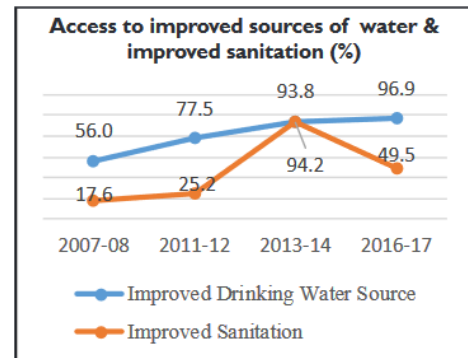 Access to improved sources of water &
improved sanitation (%)
93.8 96.9
77.5
56.0
94.2 49.5
17.6 25.2
2007-08 2011-12 2013-14 2016-17
Improved Drinking Water Source
Improved Sanitation